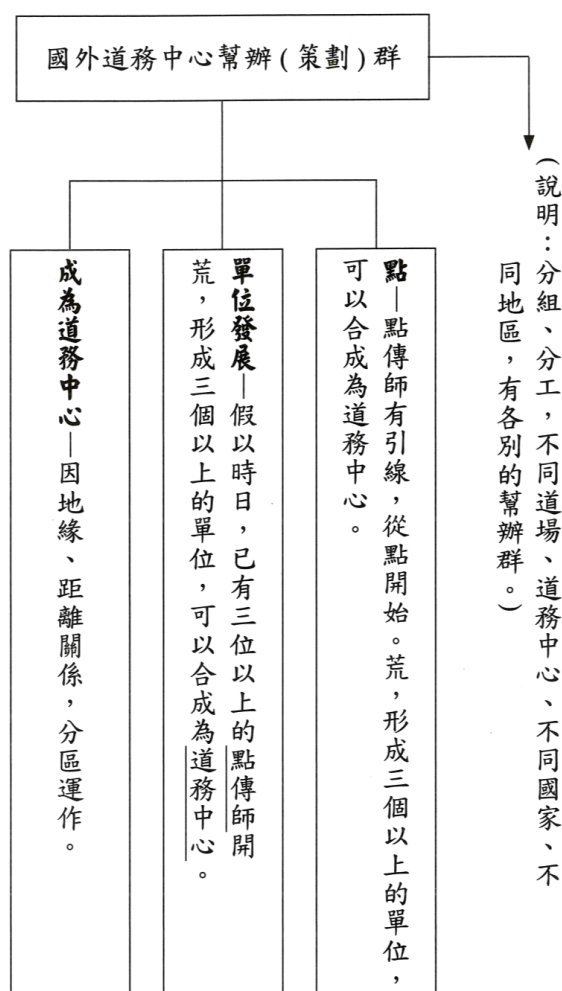 國外道務中心幫辦(策劃)群
(說明:分組、分工,不同道場、道務中心、不同國家、不
同地區,有各別的幫辦群。)
點—點傳師有引線,從點開始。荒,形成三個以上的單位,
可以合成為道務中心。
單位發展—假以時日,已有三位以上的點傳師開
荒,形成三個以上的單位,可以合成為道務中心。
成為道務中心—因地緣、距離關係,分區運作。